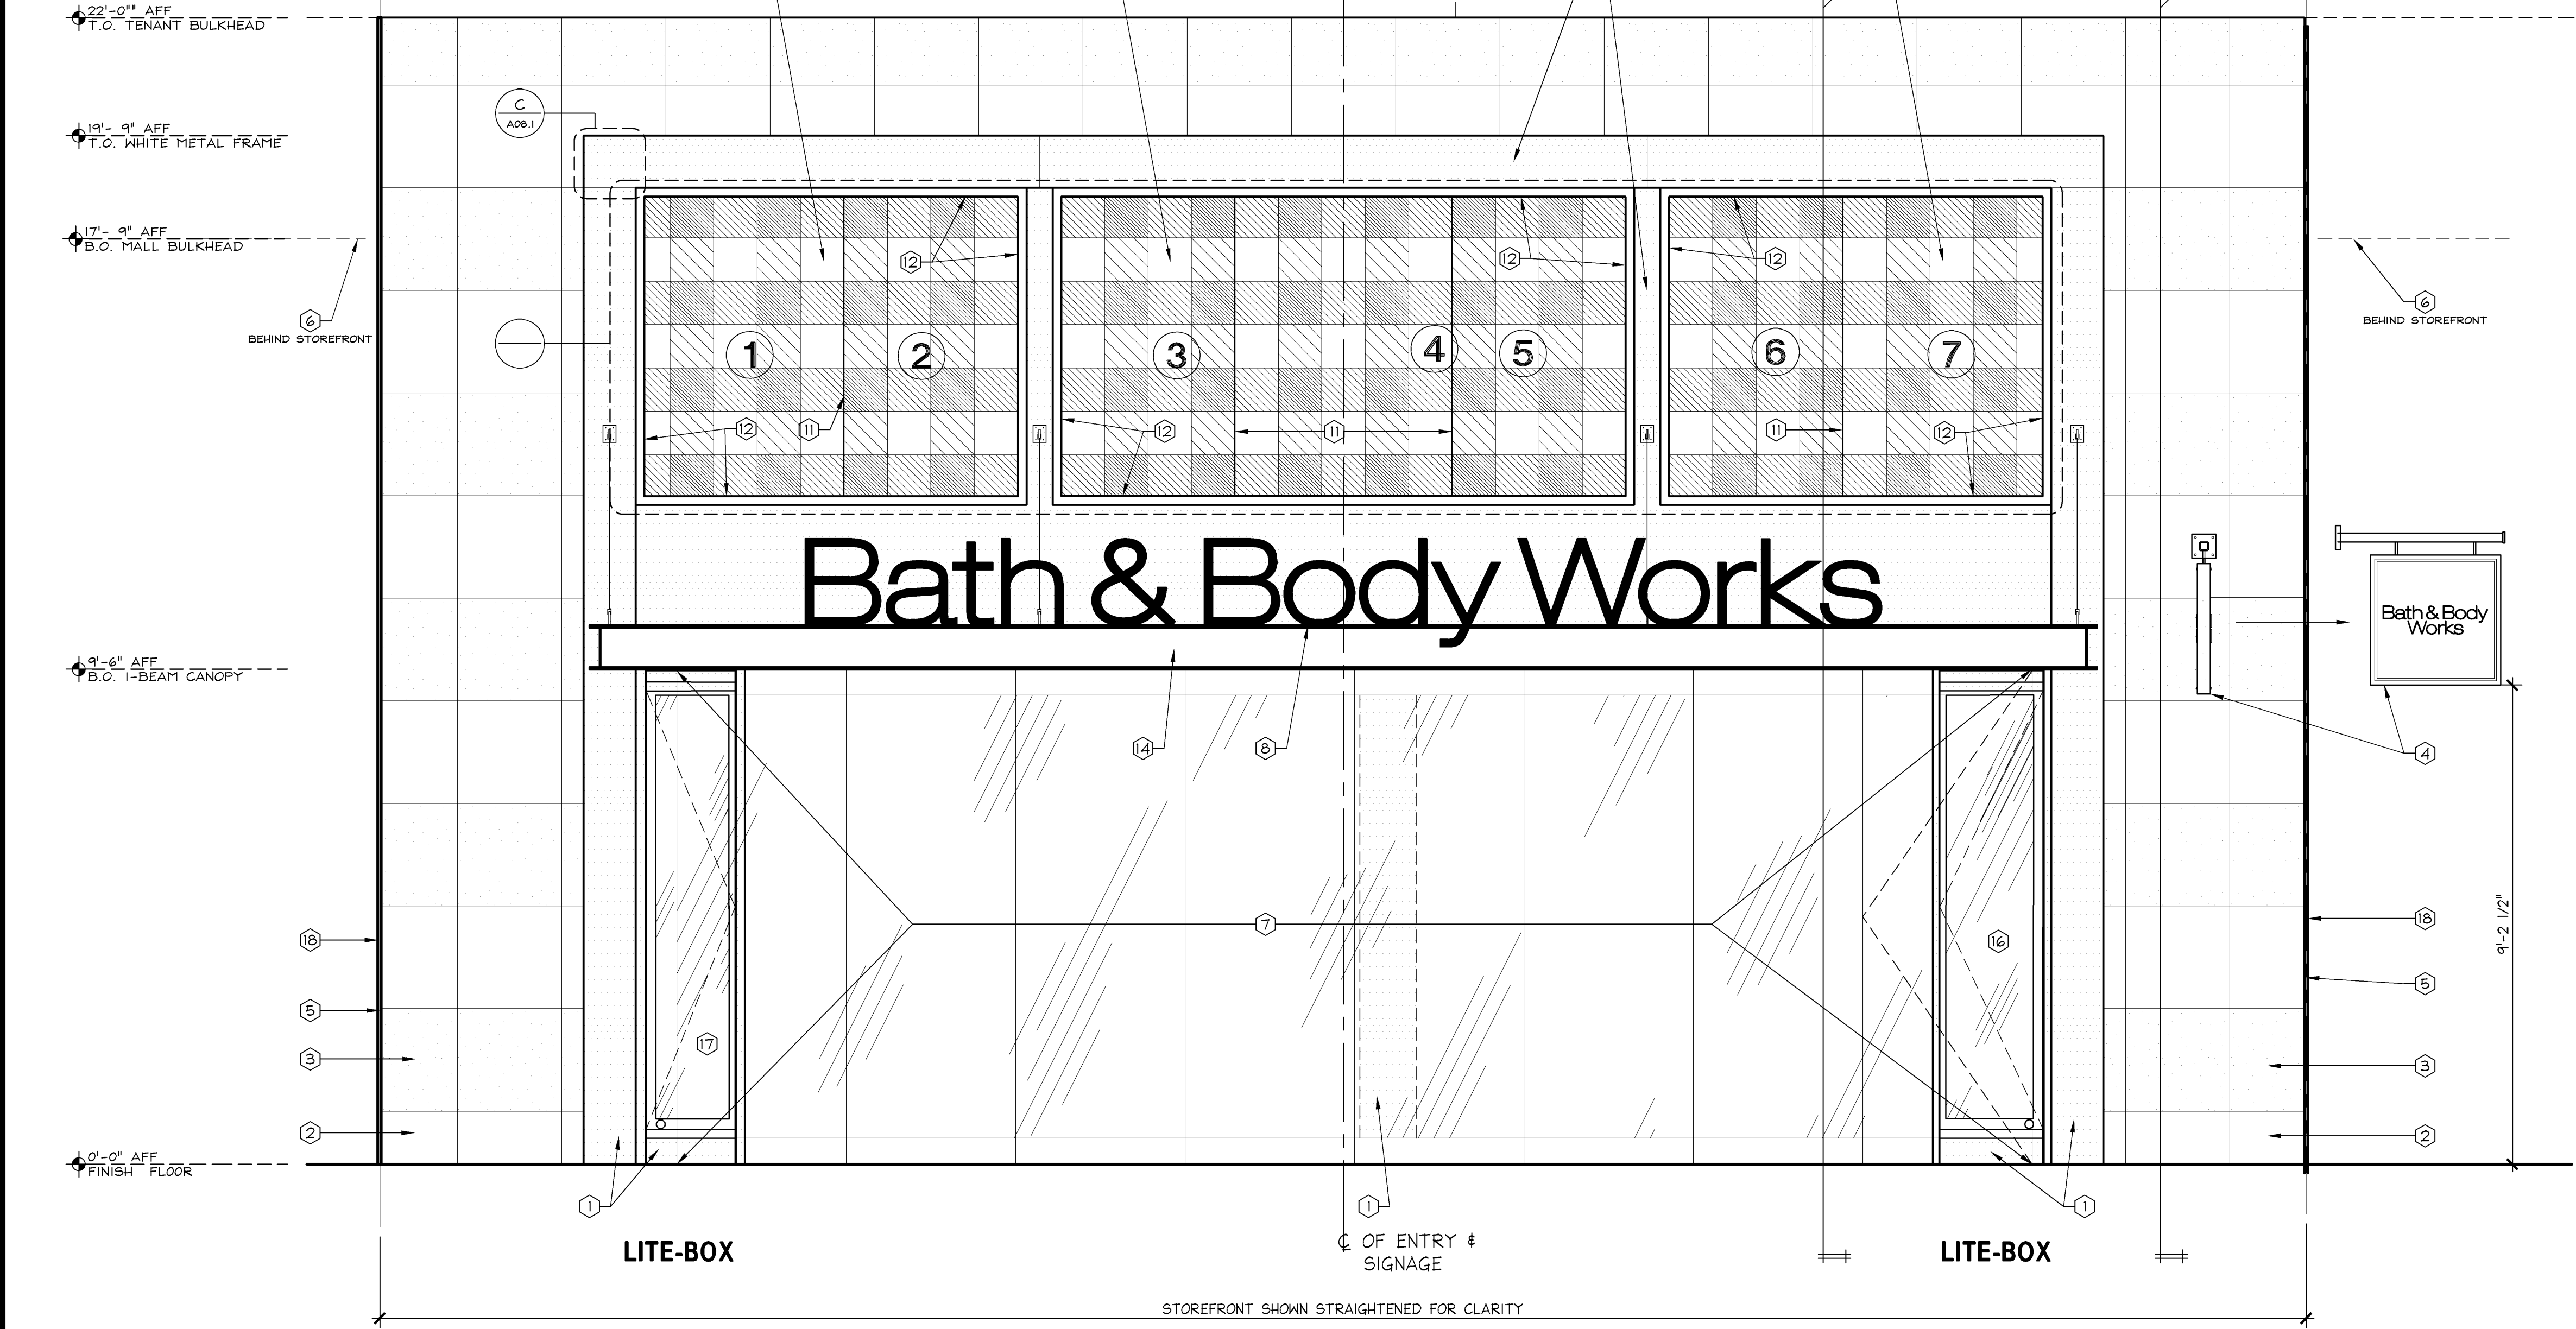 22'-0"" AFF
T.O. TENANT BULKHEAD
C
A08.1
19'- 9" AFF
T.O. WHITE METAL FRAME
17'- 9" AFF
B.O. MALL BULKHEAD
12
12
12
6
BEHIND STOREFRONT
6
BEHIND STOREFRONT
1
2
3
4
5
6
7
12
11
12
11
11
12
Bath & Body Works
Bath & Body
Works
9'-6" AFF
B.O. I-BEAM CANOPY
14
8
4
7
9'-2 1/2"
18
16
18
5
5
17
3
3
2
2
0'-0" AFF
FINISH FLOOR
1
1
1
LITE-BOX
℄ OF ENTRY &
SIGNAGE
LITE-BOX
STOREFRONT SHOWN STRAIGHTENED FOR CLARITY